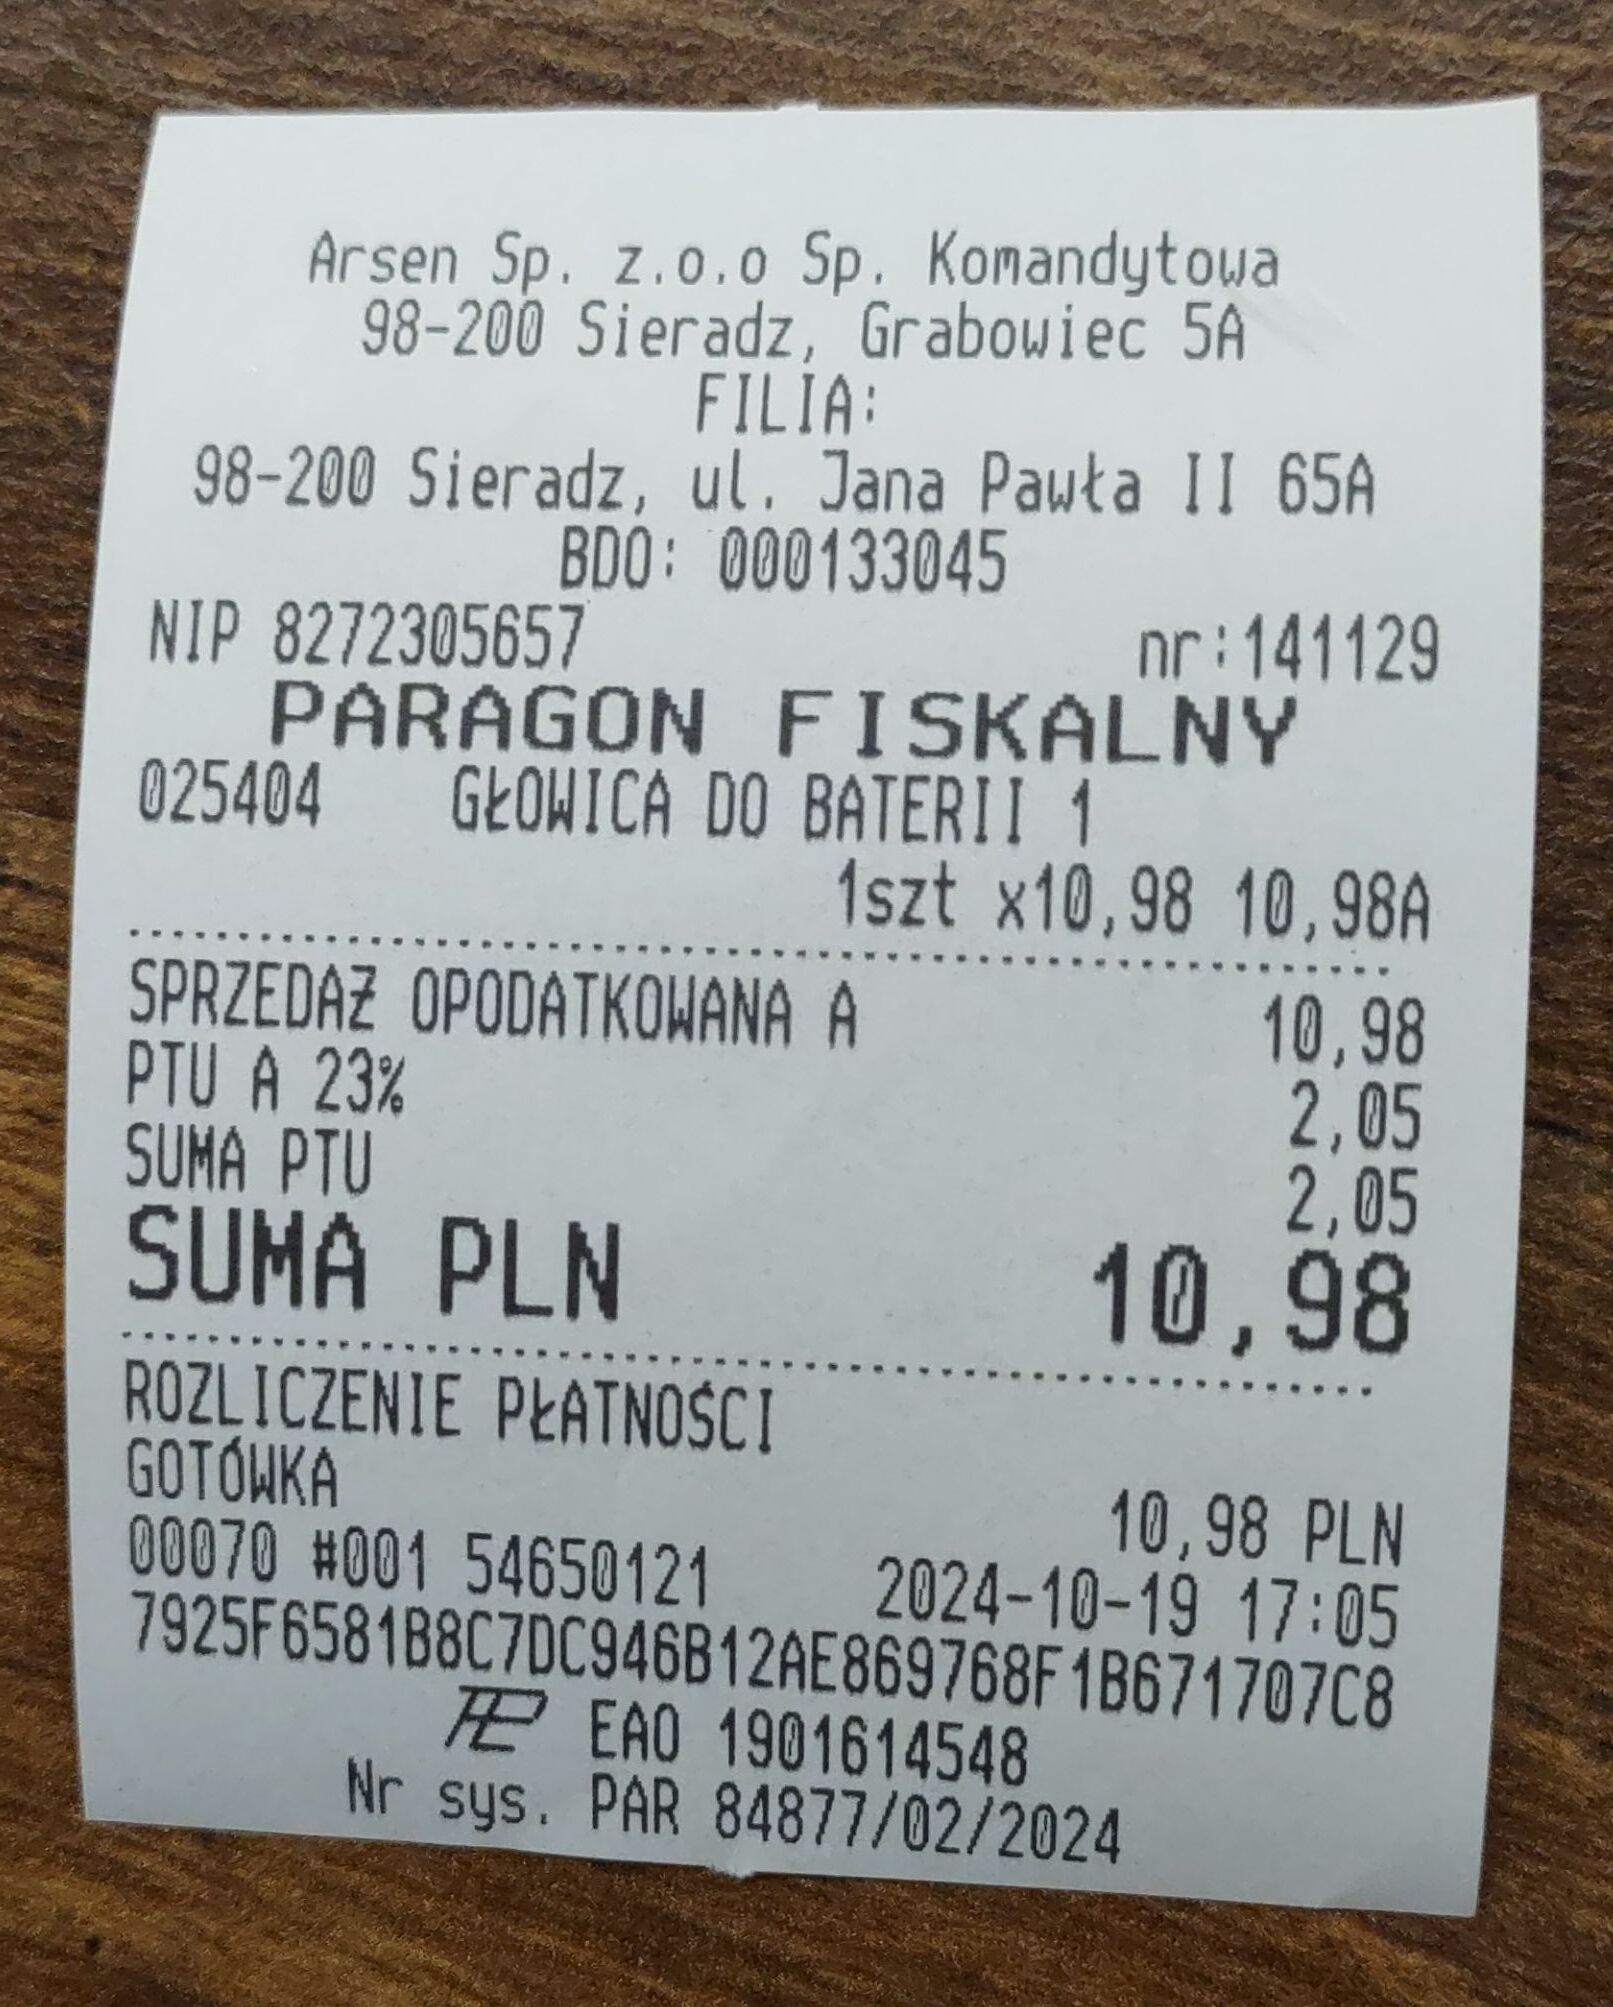 Arsen Sp. z.o.o Sp. Komandytowa
98-200 Sieradz, Grabowiec 5A
FILIA:
98-200 Sieradz, ul. Jana Pawła II 65A
BDO: 000133045
NIP 8272305657 nr:141129
PARAGON FISKALNY
025404 GŁOWICA DO BATERII 1
1szt x10,98 10,98A
SPRZEDAŻ OPODATKOWANA A 10,98
PTU A 23% 2,05
SUMA PTU 2,05
SUMA PLN 10,98
ROZLICZENIE PŁATNOŚCI
GOTÓWKA 10,98 PLN
00070 #001 54650121 2024-10-19 17:05
7925F6581B8C7DC946B12AE869768F1B671707C8
EAO 1901614548
Nr sys. PAR 84877/02/2024